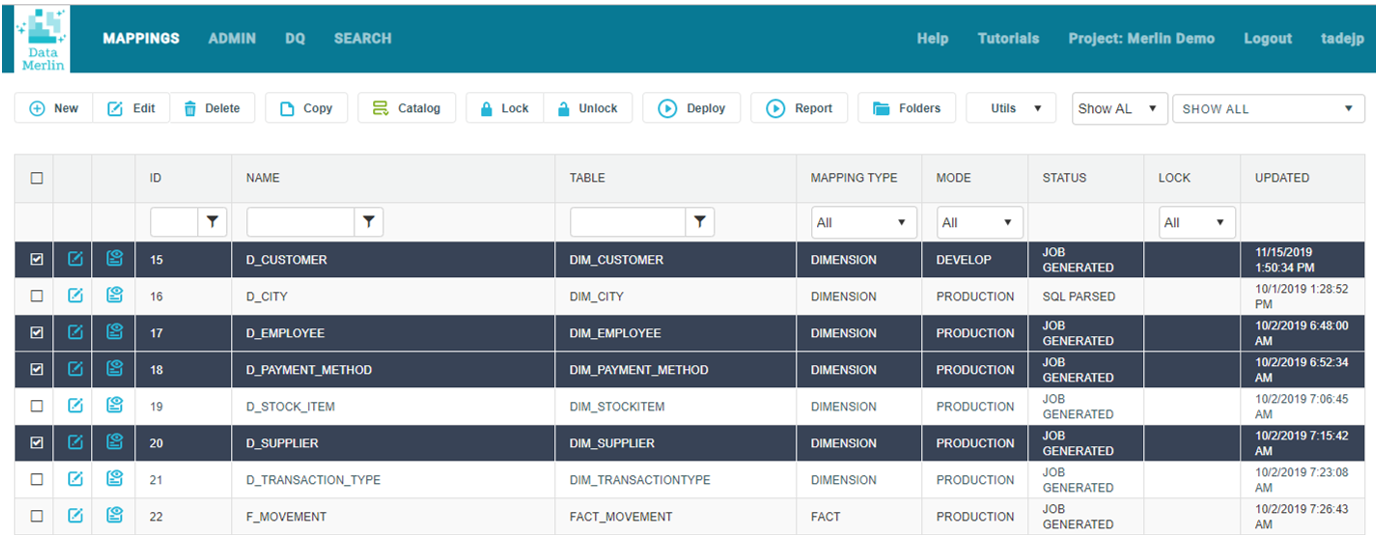 Data
Merlin
MAPPINGS ADMIN DQ SEARCH Help Tutorials Project: Merlin Demo Logout tadejp
New Edit Delete Copy Catalog Lock Unlock Deploy Report Folders Utils Show AL SHOW ALL
ID NAME TABLE MAPPING TYPE MODE STATUS LOCK UPDATED
All All All
15 D_CUSTOMER DIM_CUSTOMER DIMENSION DEVELOP JOB GENERATED 11/15/2019 1:50:34 PM
16 D_CITY DIM_CITY DIMENSION PRODUCTION SQL PARSED 10/1/2019 1:28:52 PM
17 D_EMPLOYEE DIM_EMPLOYEE DIMENSION PRODUCTION JOB GENERATED 10/2/2019 6:48:00 AM
18 D_PAYMENT_METHOD DIM_PAYMENT_METHOD DIMENSION PRODUCTION JOB GENERATED 10/2/2019 6:52:34 AM
19 D_STOCK_ITEM DIM_STOCKITEM DIMENSION PRODUCTION JOB GENERATED 10/2/2019 7:06:45 AM
20 D_SUPPLIER DIM_SUPPLIER DIMENSION PRODUCTION JOB GENERATED 10/2/2019 7:15:42 AM
21 D_TRANSACTION_TYPE DIM_TRANSACTIONTYPE DIMENSION PRODUCTION JOB GENERATED 10/2/2019 7:23:08 AM
22 F_MOVEMENT FACT_MOVEMENT FACT PRODUCTION JOB GENERATED 10/2/2019 7:26:43 AM